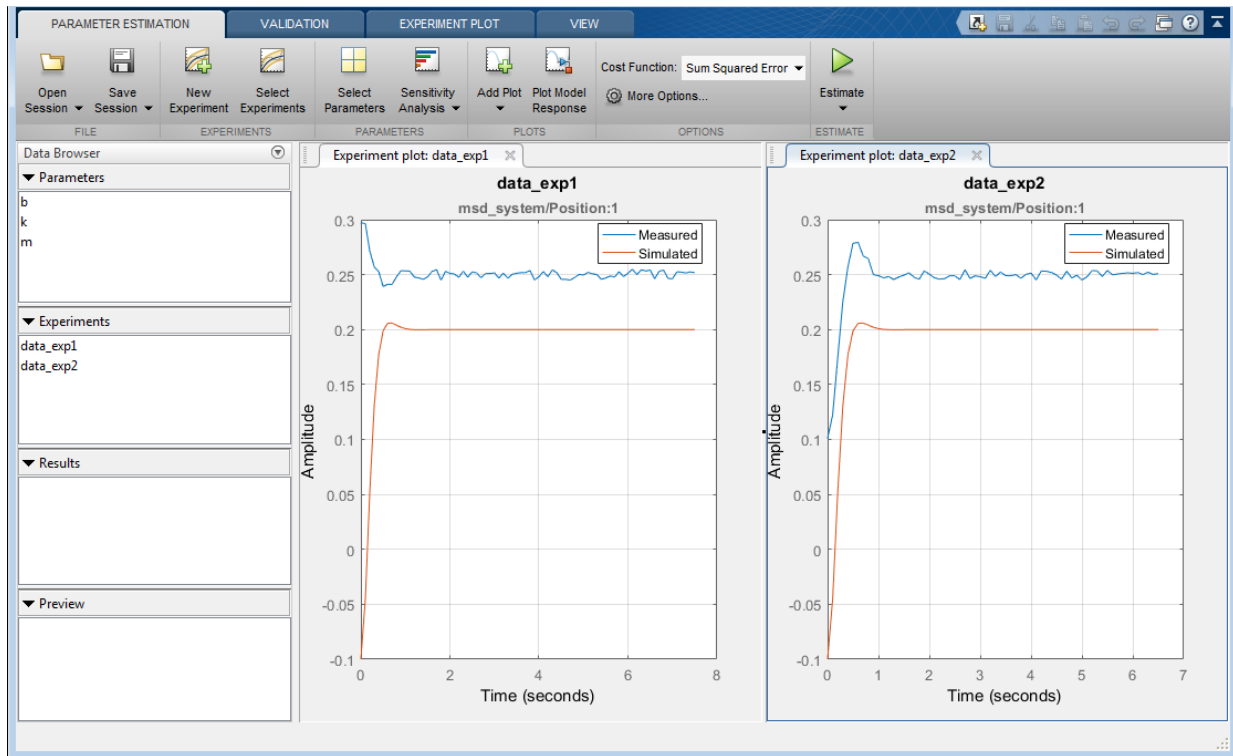 PARAMETER ESTIMATION VALIDATION EXPERIMENT PLOT VIEW
Open Session Save Session New Experiment Select Experiments Select Parameters Sensitivity Analysis Add Plot Plot Model Response Cost Function: Sum Squared Error Estimate
More Options...
FILE EXPERIMENTS PARAMETERS PLOTS OPTIONS ESTIMATE
Data Browser
Parameters
b
k
m
Experiments
data_exp1
data_exp2
Results
Preview
Experiment plot: data_exp1
data_exp1
msd_system/Position:1
Measured
Simulated
0.3
0.25
0.2
0.15
0.1
0.05
0
-0.05
-0.1
Amplitude
0 2 4 6 8
Time (seconds)
Experiment plot: data_exp2
data_exp2
msd_system/Position:1
Measured
Simulated
0.3
0.25
0.2
0.15
0.1
0.05
0
-0.05
-0.1
Amplitude
0 1 2 3 4 5 6 7
Time (seconds)